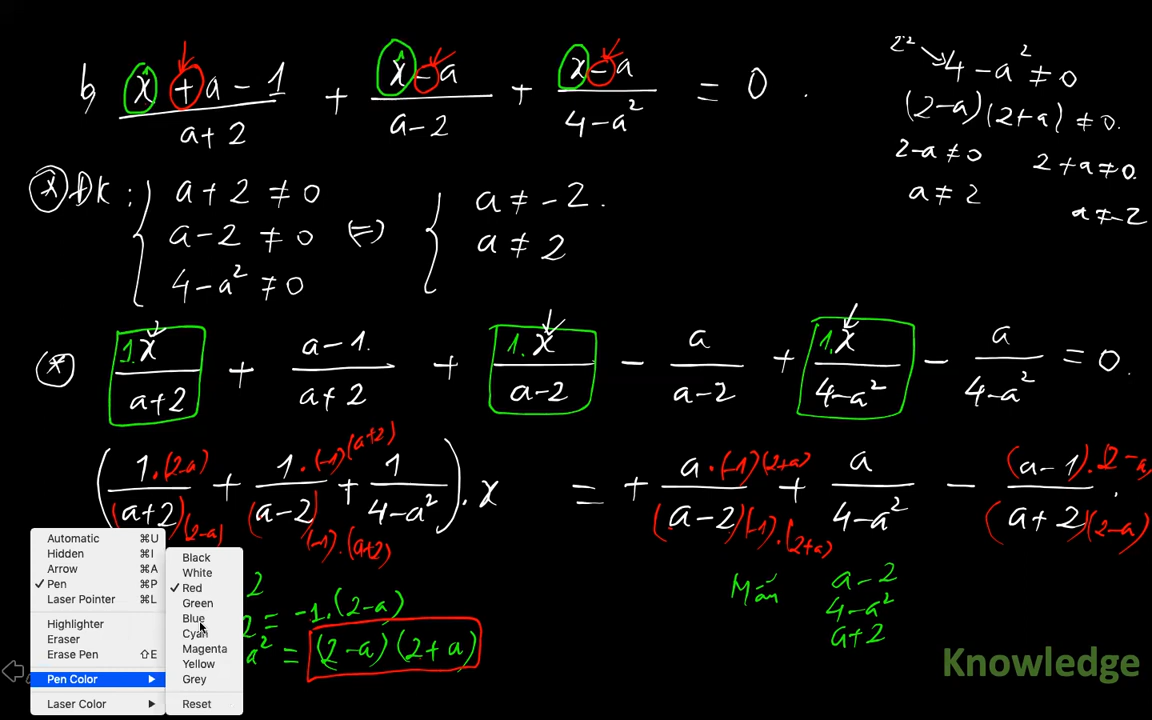 b) (x + a - 1)/(a + 2) + (x - a)/(a - 2) + (x - a)/(4 - a²) = 0 .
4 - a² ≠ 0
(2 - a)(2 + a) ≠ 0.
2 - a ≠ 0 2 + a ≠ 0.
a ≠ 2 a ≠ -2
(*) ĐK : { a + 2 ≠ 0 (=) { a ≠ -2 .
a - 2 ≠ 0 a ≠ 2
4 - a² ≠ 0
(*) 1.x/(a+2) + (a - 1.)/(a + 2) + 1.x/(a - 2) - a/(a - 2) + 1.x/(4 - a²) - a/(4 - a²) = 0.
(1.(2-a)/(a+2)(2-a) + 1.(-1)(a+2)/(a-2)(-1).(a+2) + 1/(4-a²)) . x = + a.(-1)(2+a)/(a-2)(-1).(2+a) + a/(4-a²) - (a-1).2-a/(a+2)(2-a) .
2
2 = -1.(2-a)
a² = (2-a)(2+a)
Mẫu a - 2
4 - a²
a + 2
Automatic ⌘U
Hidden ⌘I
Arrow ⌘A
✓ Pen ⌘P
Laser Pointer ⌘L
Highlighter
Eraser
Erase Pen ⇧E
Pen Color
Laser Color
Black
White
✓ Red
Green
Blue
Cyan
Magenta
Yellow
Grey
Reset
Knowledge